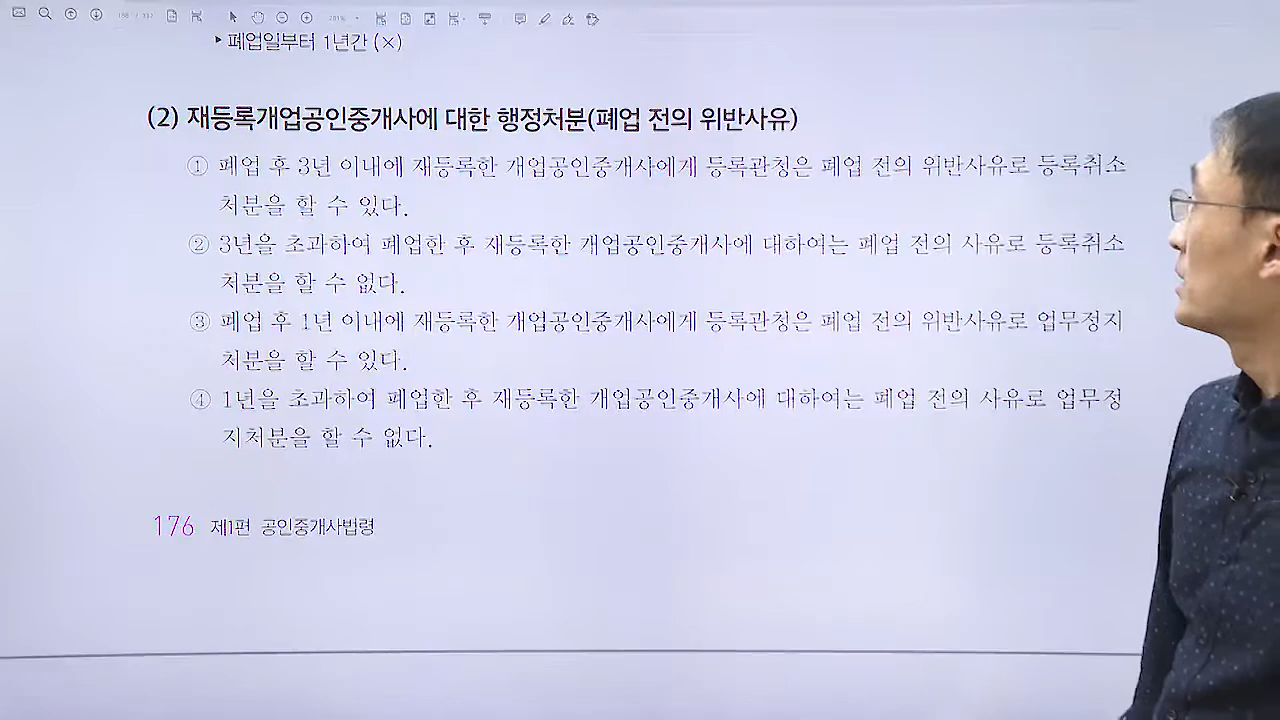 ▸폐업일부터 1년간 (×)
(2) 재등록개업공인중개사에 대한 행정처분(폐업 전의 위반사유)
① 폐업 후 3년 이내에 재등록한 개업공인중개사에게 등록관청은 폐업 전의 위반사유로 등록취소
처분을 할 수 있다.
② 3년을 초과하여 폐업한 후 재등록한 개업공인중개사에 대하여는 폐업 전의 사유로 등록취소
처분을 할 수 없다.
③ 폐업 후 1년 이내에 재등록한 개업공인중개사에게 등록관청은 폐업 전의 위반사유로 업무정지
처분을 할 수 있다.
④ 1년을 초과하여 폐업한 후 재등록한 개업공인중개사에 대하여는 폐업 전의 사유로 업무정
지처분을 할 수 없다.
176 제1편 공인중개사법령